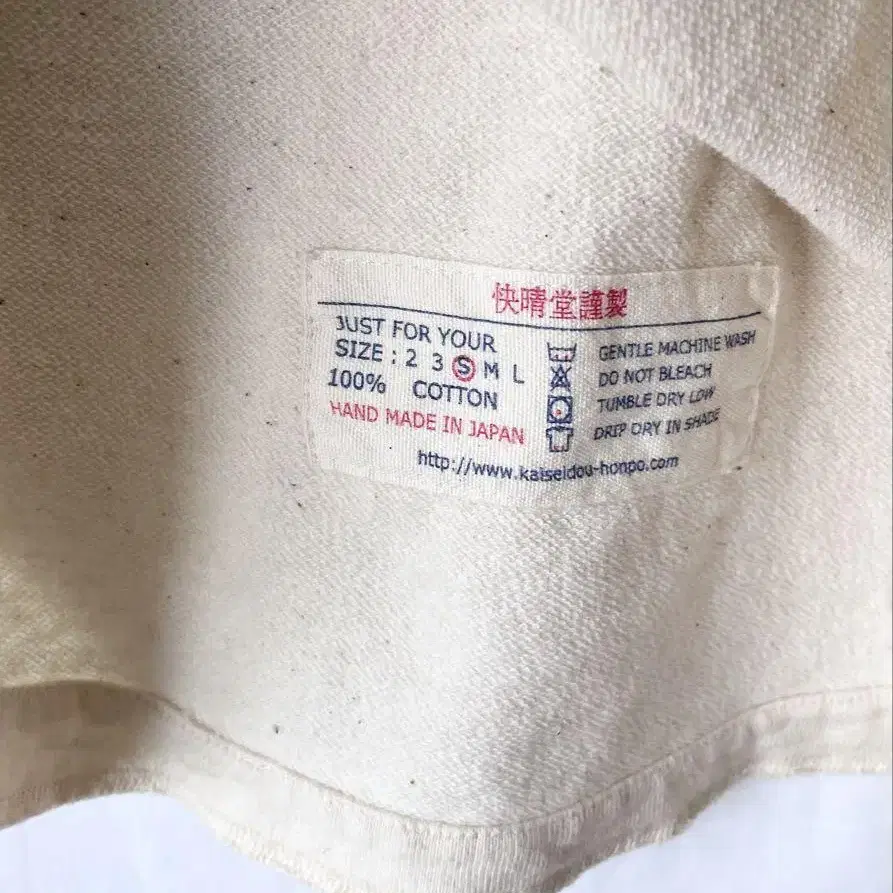 快晴堂謹製
JUST FOR YOUR
SIZE : 2 3 S M L
100% COTTON
HAND MADE IN JAPAN
GENTLE MACHINE WASH
DO NOT BLEACH
TUMBLE DRY LOW
DRIP DRY IN SHADE
http://www.kaiseidou-honpo.com